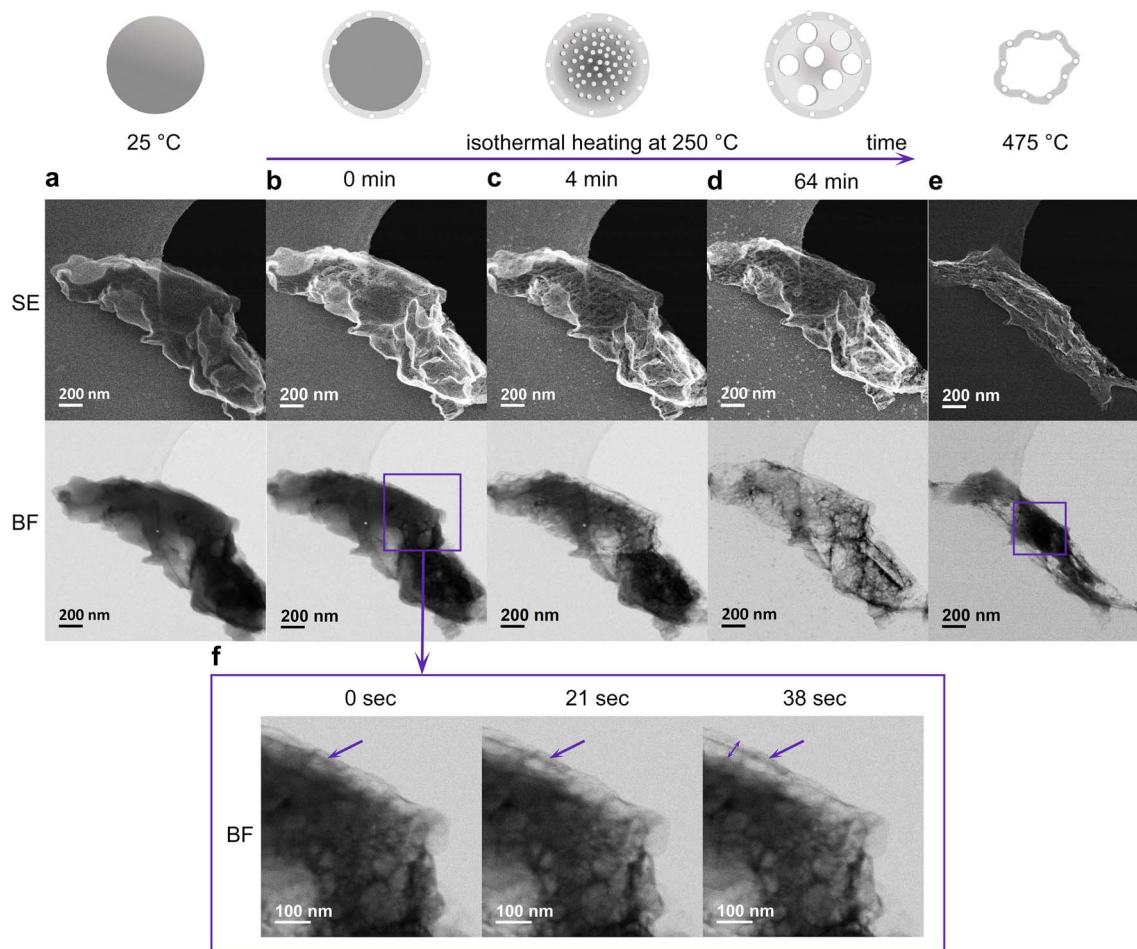 25 °C
isothermal heating at 250 °C
time
475 °C
a
b
0 min
c
4 min
d
64 min
e
SE
200 nm
200 nm
200 nm
200 nm
200 nm
BF
200 nm
200 nm
200 nm
200 nm
200 nm
f
0 sec
21 sec
38 sec
BF
100 nm
100 nm
100 nm